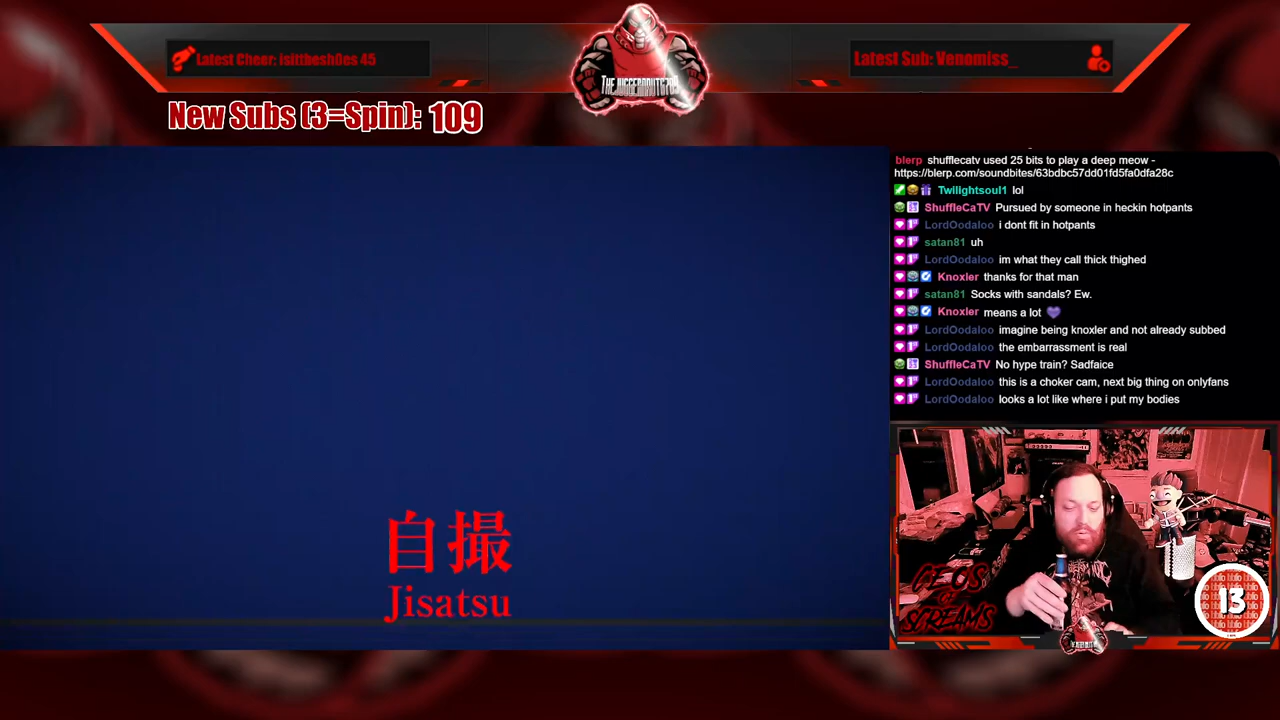 Latest Cheer: isitthesh0es 45
THEJUGGERNUTG709
Latest Sub: Venomiss_
New Subs (3=Spin): 109
blerp shufflecatv used 25 bits to play a deep meow -
https://blerp.com/soundbites/63bdbc57dd01fd5fa0dfa28c
Twilightsoul1 lol
ShuffleCaTV Pursued by someone in heckin hotpants
LordOodaloo i dont fit in hotpants
satan81 uh
LordOodaloo im what they call thick thighed
Knoxler thanks for that man
satan81 Socks with sandals? Ew.
Knoxler means a lot
LordOodaloo imagine being knoxler and not already subbed
LordOodaloo the embarrassment is real
ShuffleCaTV No hype train? Sadfaice
LordOodaloo this is a choker cam, next big thing on onlyfans
LordOodaloo looks a lot like where i put my bodies
自撮
Jisatsu
SCREAMS
13